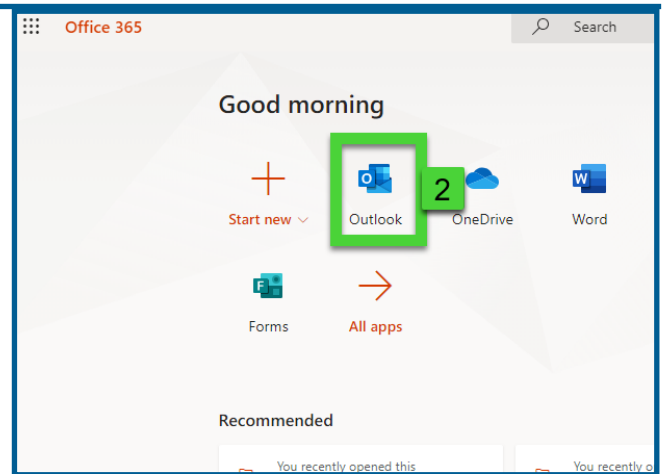 Office 365
Search
Good morning
2
Start new
Outlook
OneDrive
Word
Forms
All apps
Recommended
You recently opened this
You recently o